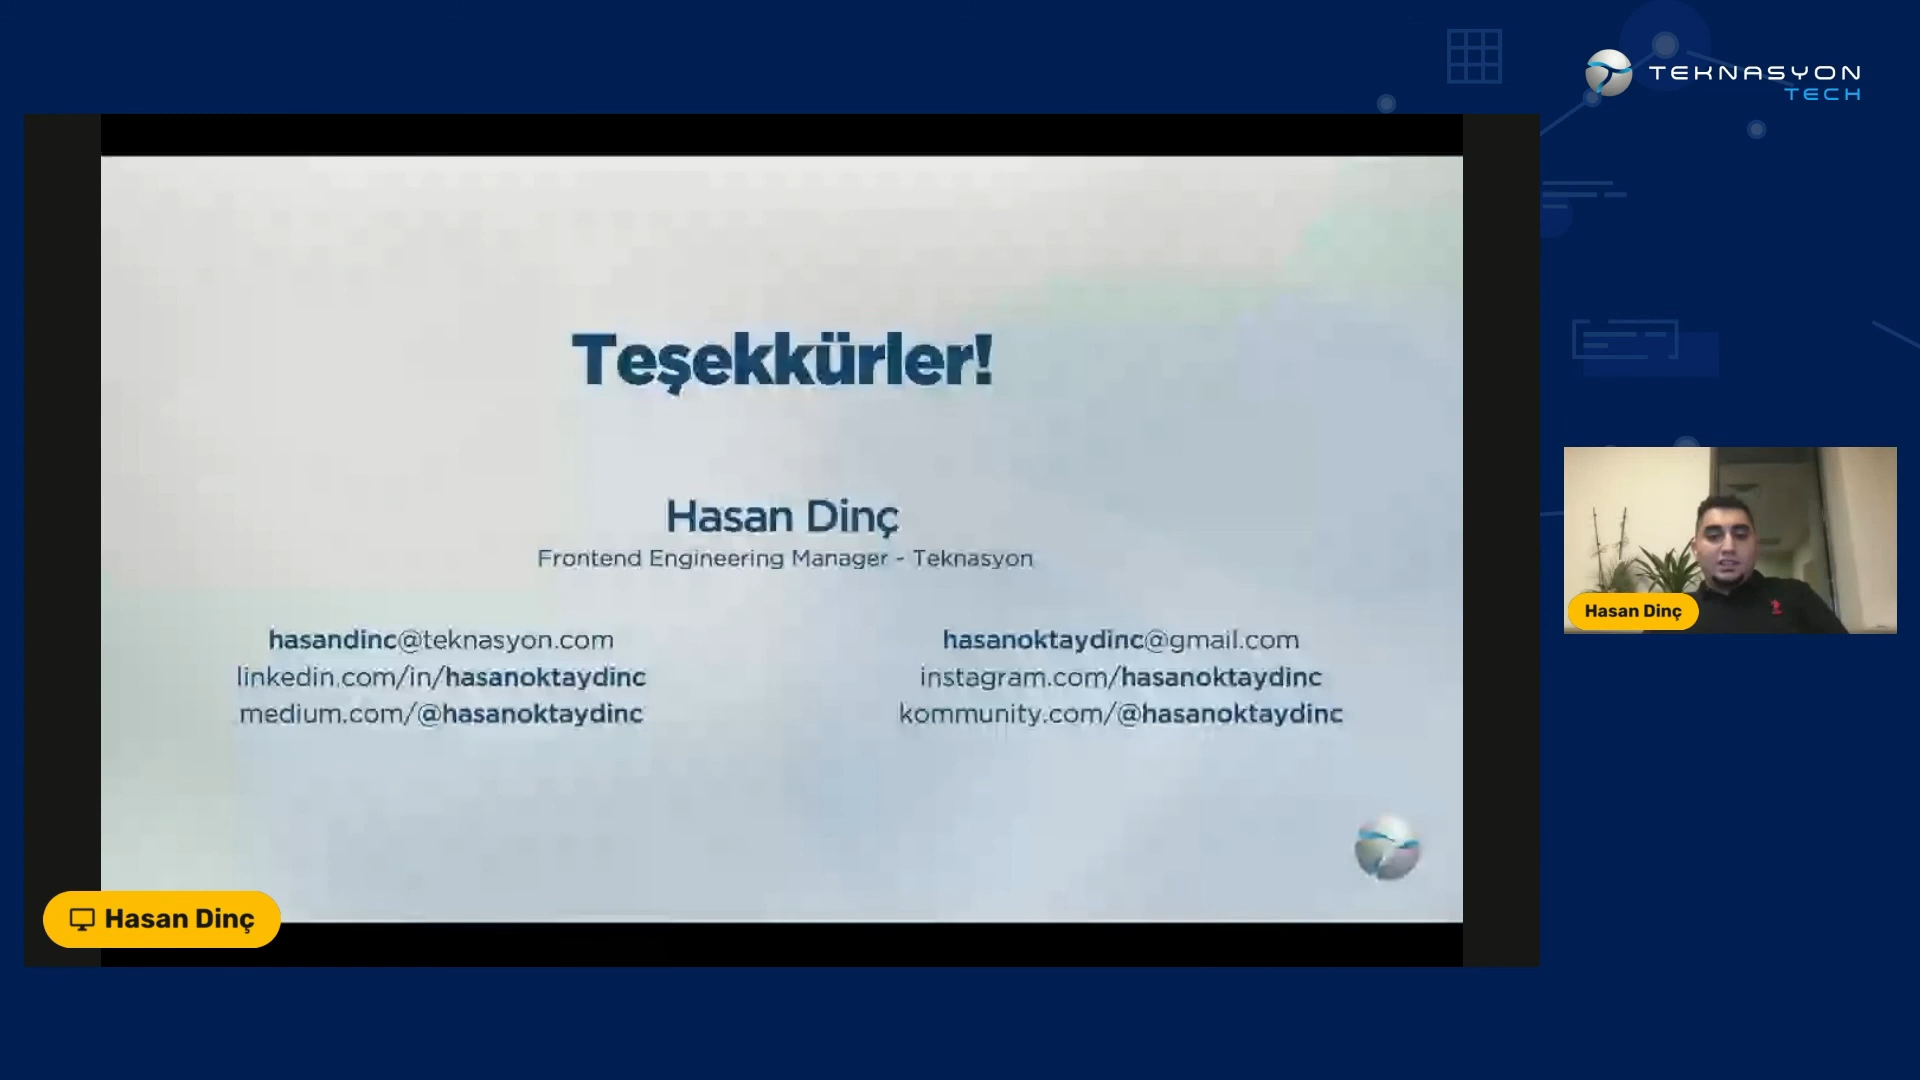 TEKNASYON
TECH
Teşekkürler!
Hasan Dinç
Frontend Engineering Manager - Teknasyon
hasandinc@teknasyon.com
linkedin.com/in/hasanoktaydinc
medium.com/@hasanoktaydinc
hasanoktaydinc@gmail.com
instagram.com/hasanoktaydinc
kommunity.com/@hasanoktaydinc
Hasan Dinç
Hasan Dinç